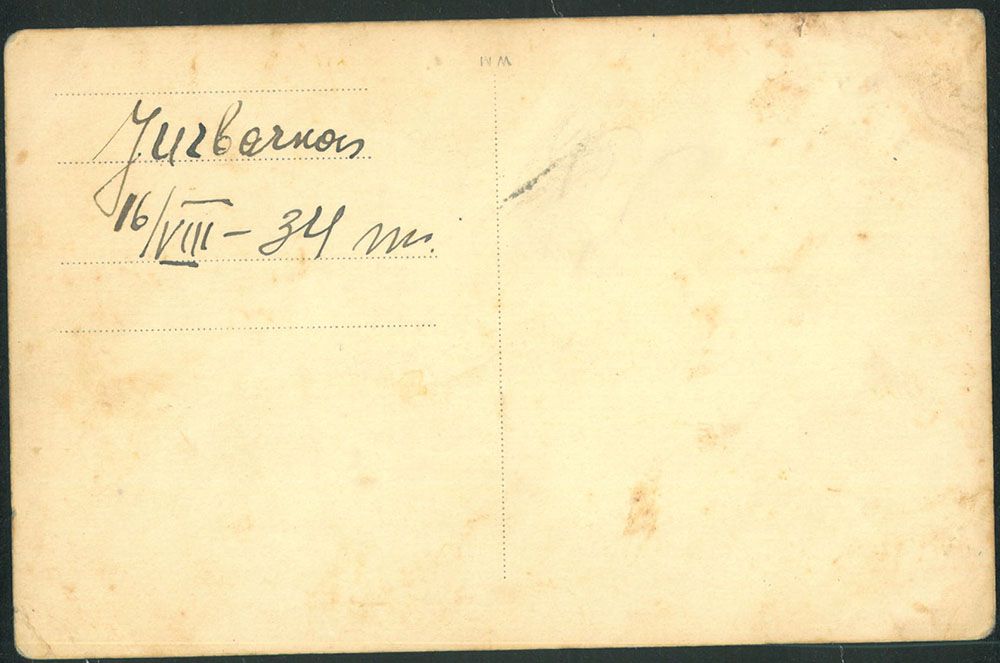 Jurbarkas
16/VIII – 34 m.